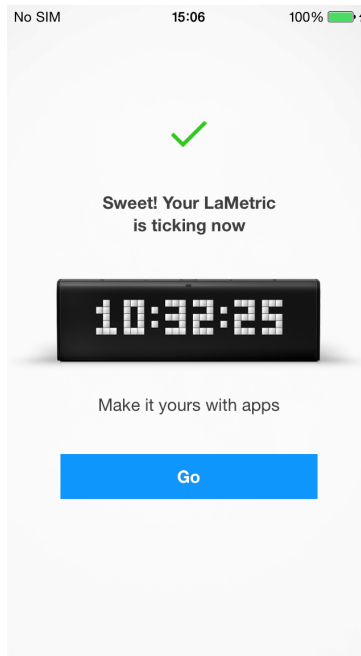 No SIM 15:06 100%
Sweet! Your LaMetric
is ticking now
10:32:25
Make it yours with apps
Go